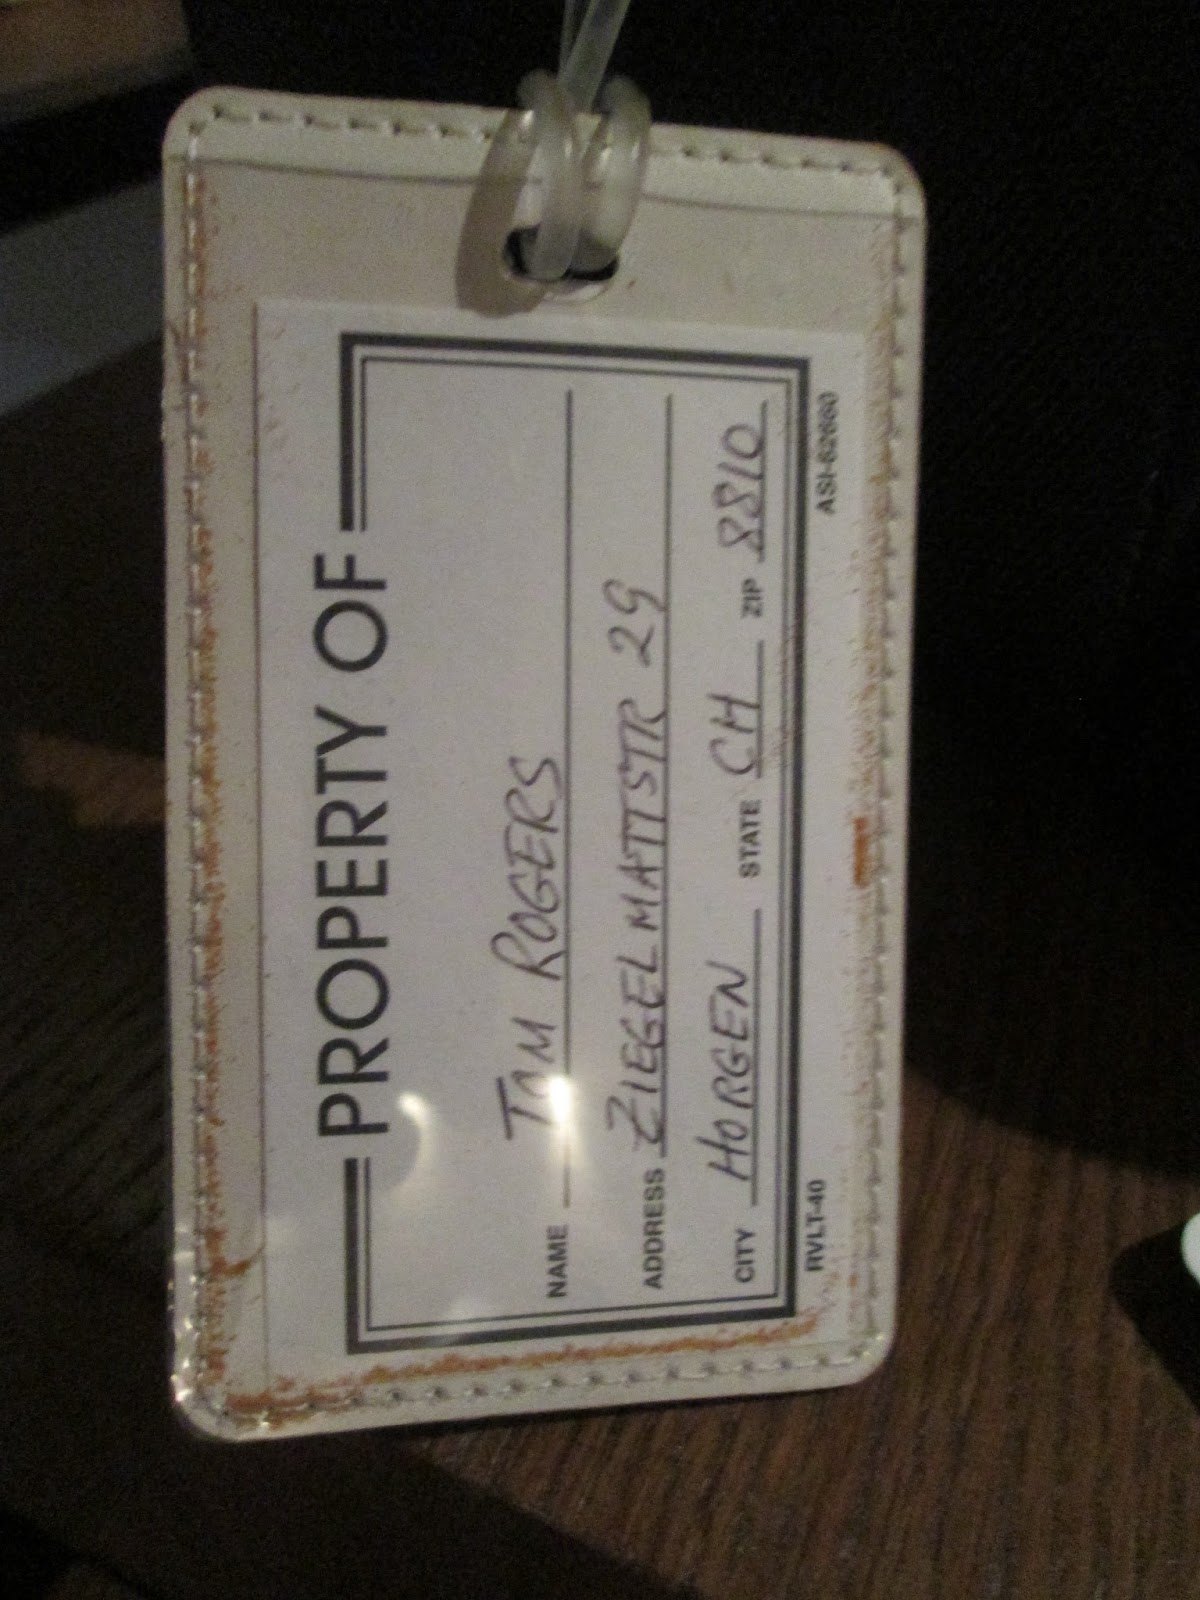 PROPERTY OF
NAME TOM ROGERS
ADDRESS ZIEGELMATTSTR 29
CITY HORGEN STATE CH ZIP 8810
RVLT-40 ASI-62660